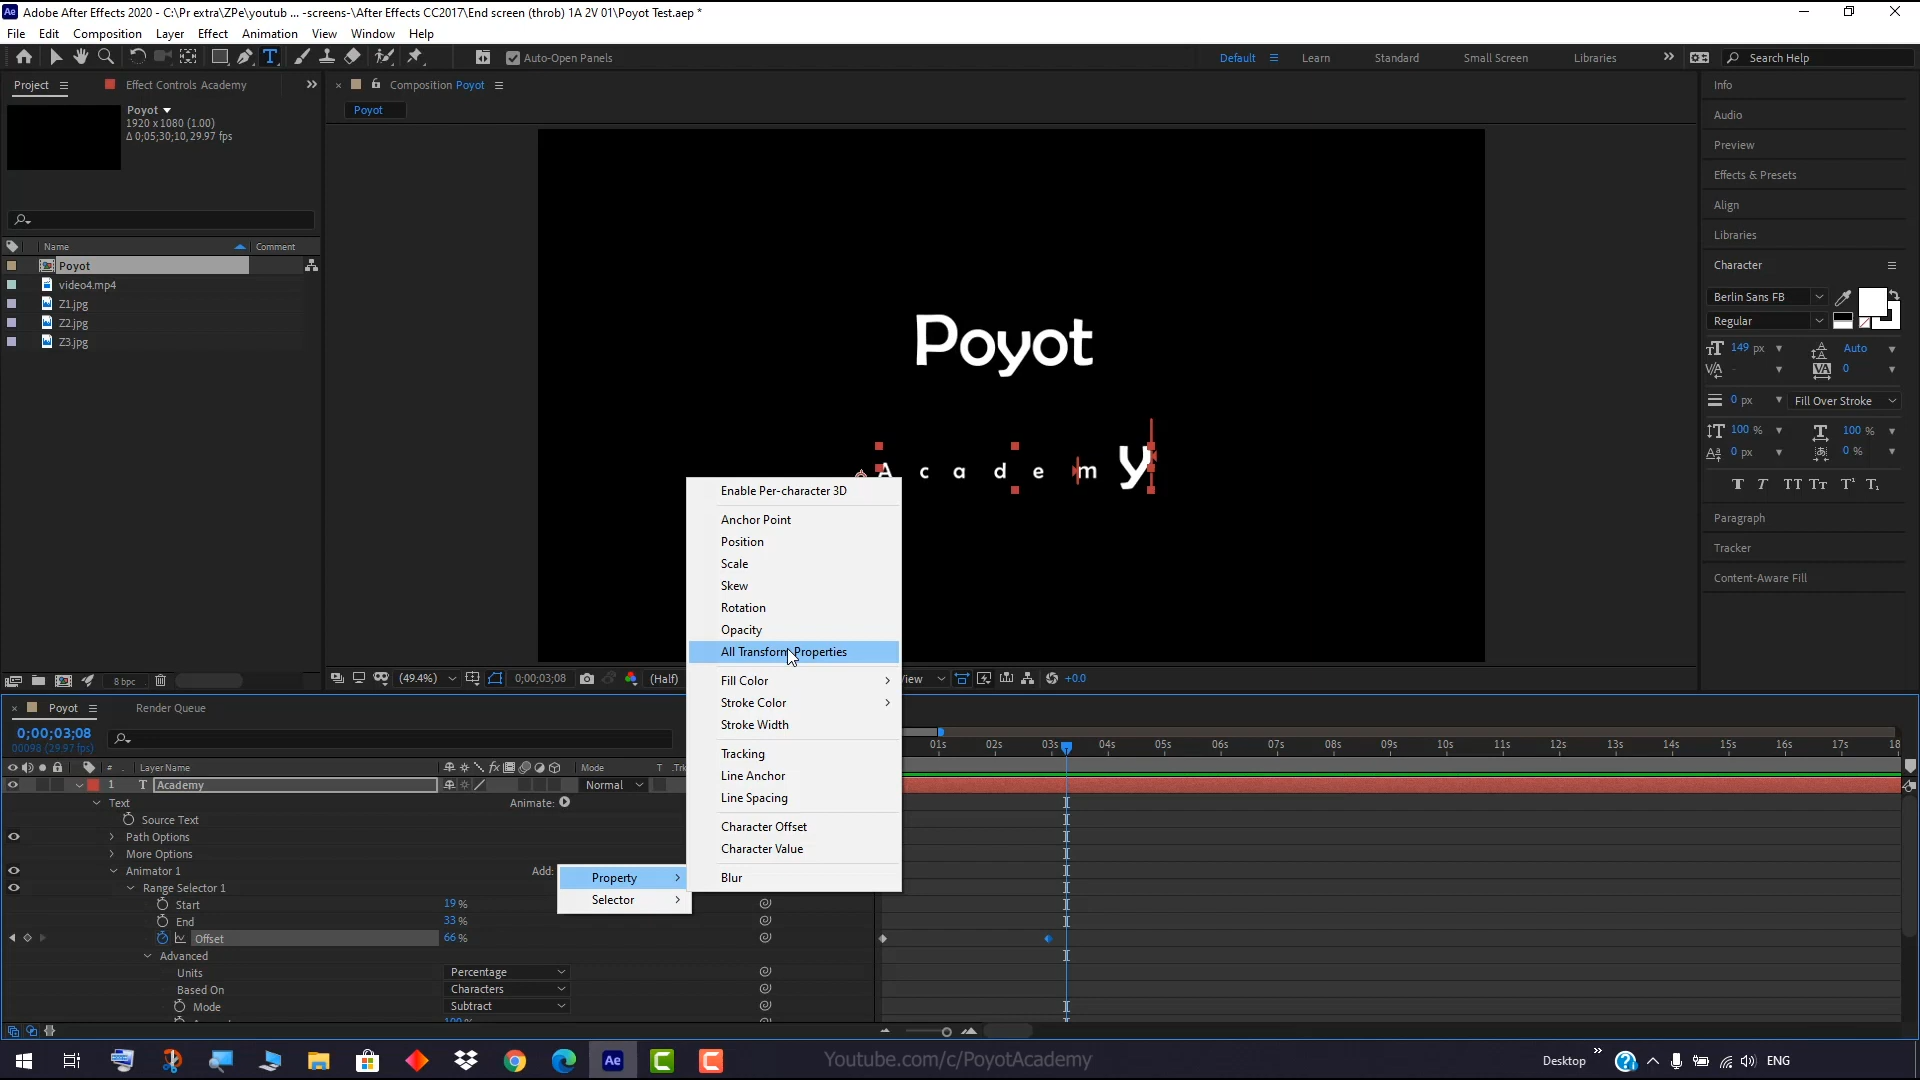 Adobe After Effects 2020 - C:\Pr extra\ZPe\youtub ... -screens-\After Effects CC2017\End screen (throb) 1A 2V 01\Poyot Test.aep *
File Edit Composition Layer Effect Animation View Window Help
Auto-Open Panels Default Learn Standard Small Screen Libraries Search Help
Project Effect Controls Academy Composition Poyot
Poyot
1920 x 1080 (1.00)
Δ 0;05;30;10, 29.97 fps
Poyot
Name Comment
Poyot
video4.mp4
Z1.jpg
Z2.jpg
Z3.jpg
8 bpc
Poyot
Academy
(49.4%) 0;00;03;08 (Half) View +0.0
Enable Per-character 3D
Anchor Point
Position
Scale
Skew
Rotation
Opacity
All Transform Properties
Fill Color
Stroke Color
Stroke Width
Tracking
Line Anchor
Line Spacing
Character Offset
Character Value
Blur
Property
Selector
Info
Audio
Preview
Effects & Presets
Align
Libraries
Character
Berlin Sans FB
Regular
149 px Auto
0
0 px Fill Over Stroke
100 % 100 %
0 px 0 %
Paragraph
Tracker
Content-Aware Fill
Poyot Render Queue
0;00;03;08
00098 (29.97 fps)
01s 02s 03s 04s 05s 06s 07s 08s 09s 10s 11s 12s 13s 14s 15s 16s 17s 18
# Layer Name Mode T .Trk
1 T Academy Normal
Text Animate:
Source Text
Path Options
More Options
Animator 1 Add:
Range Selector 1
Start 19 %
End 33 %
Offset 66 %
Advanced
Units Percentage
Based On Characters
Mode Subtract
Youtube.com/c/PoyotAcademy
Desktop ENG